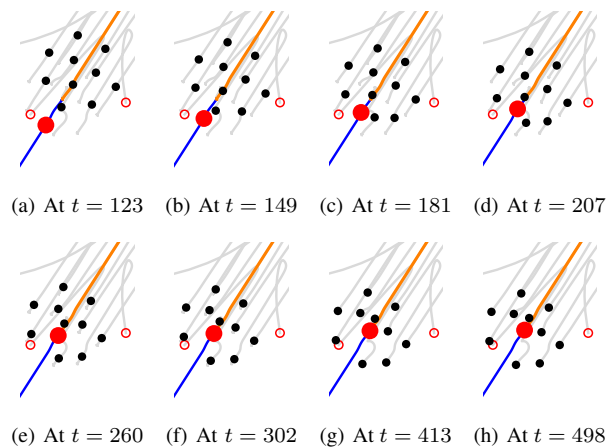 (a) At t = 123 (b) At t = 149 (c) At t = 181 (d) At t = 207
(e) At t = 260 (f) At t = 302 (g) At t = 413 (h) At t = 498